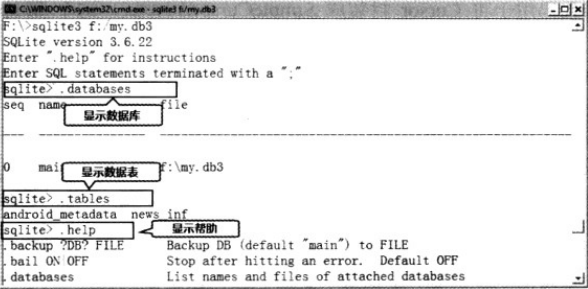 C:\WINDOWS\system32\cmd.exe - sqlite3 f:/my.db3
F:\>sqlite3 f:/my.db3
SQLite version 3.6.22
Enter ".help" for instructions
Enter SQL statements terminated with a ";"
sqlite> .databases
seq name file
显示数据库
--- --------------- ----------------------------------------------------------
0 mai f:\my.db3
显示数据表
sqlite> .tables
android_metadata news_inf
sqlite> .help
显示帮助
.backup ?DB? FILE Backup DB (default "main") to FILE
.bail ON|OFF Stop after hitting an error. Default OFF
.databases List names and files of attached databases